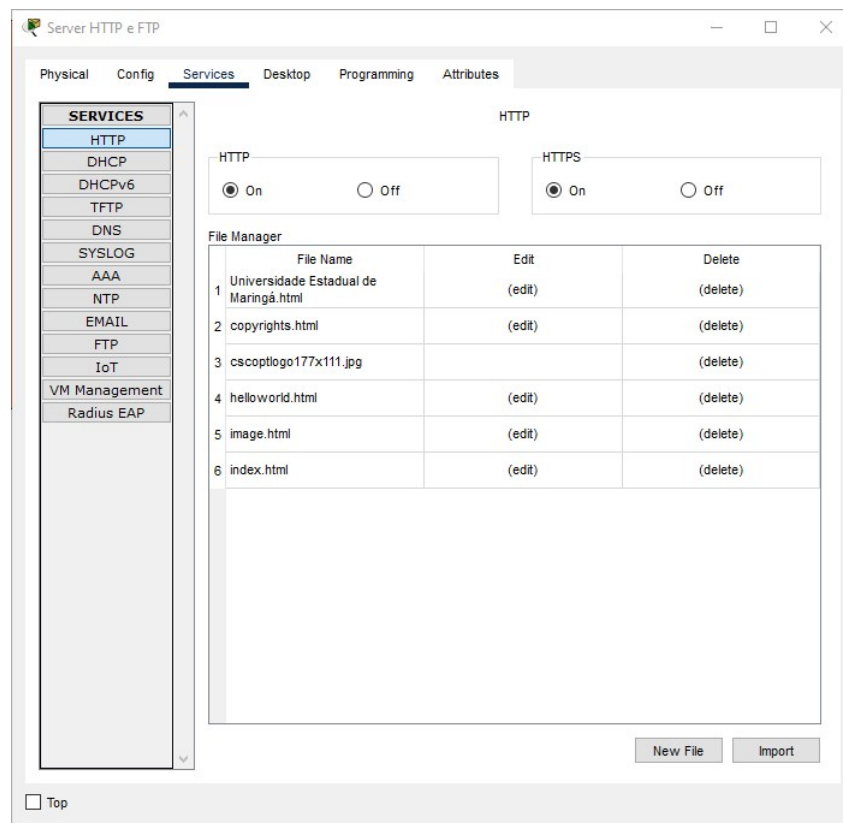 Server HTTP e FTP
Physical Config Services Desktop Programming Attributes
SERVICES
HTTP
DHCP
DHCPv6
TFTP
DNS
SYSLOG
AAA
NTP
EMAIL
FTP
IoT
VM Management
Radius EAP
HTTP
HTTP
On Off
HTTPS
On Off
File Manager
File Name Edit Delete
1 Universidade Estadual de
Maringá.html (edit) (delete)
2 copyrights.html (edit) (delete)
3 cscoptlogo177x111.jpg (delete)
4 helloworld.html (edit) (delete)
5 image.html (edit) (delete)
6 index.html (edit) (delete)
New File Import
Top